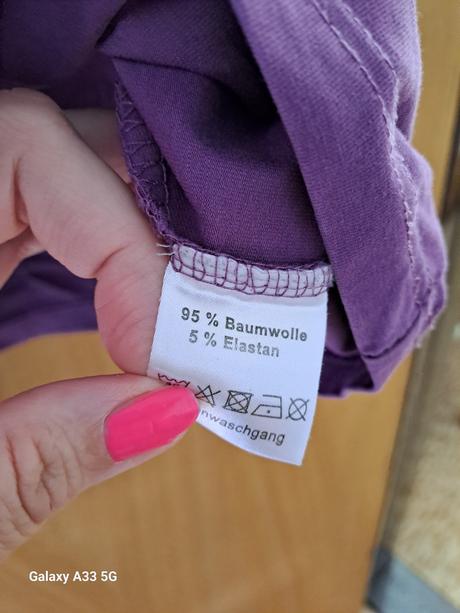 95 % Baumwolle
5 % Elastan
nwaschgang
Galaxy A33 5G